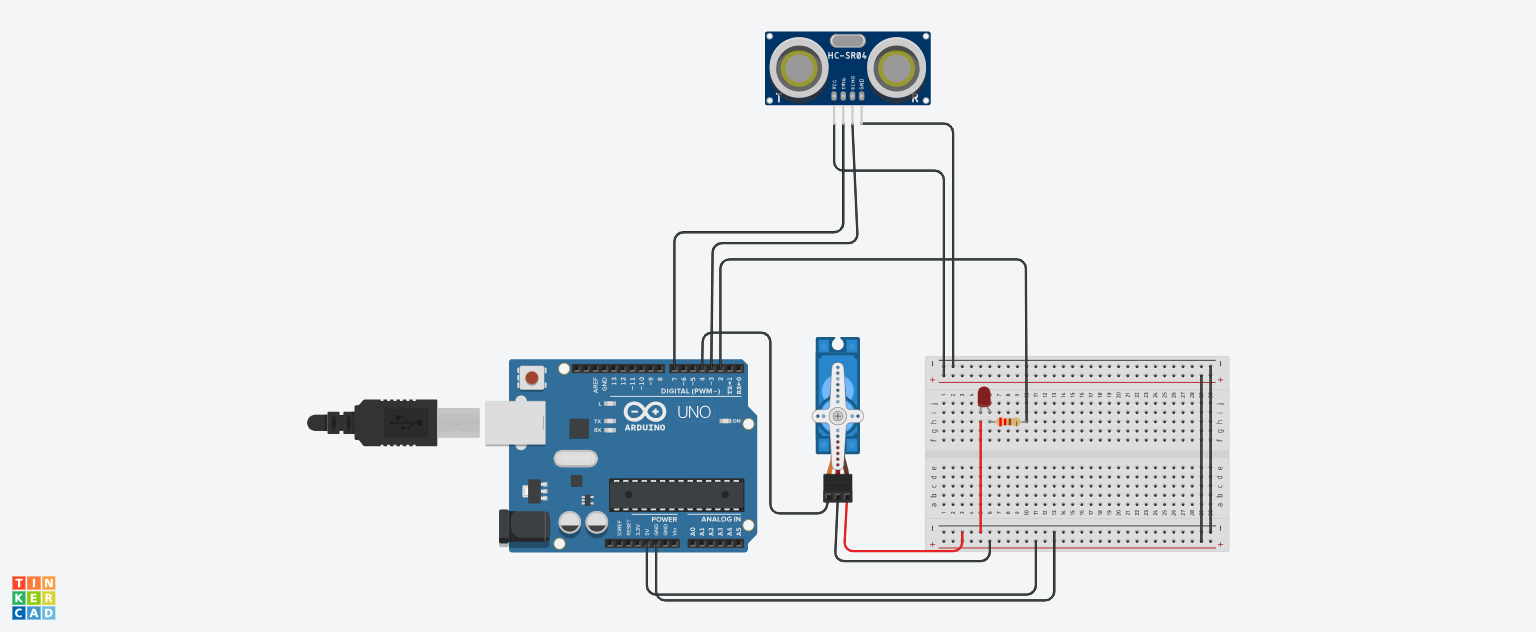 HC-SR04
VCC
TRIG
ECHO
GND
T
R
AREF
GND
13
12
~11
~10
~9
8
7
~6
~5
4
~3
2
TX→1
RX←0
DIGITAL (PWM~)
L
TX
RX
UNO
ARDUINO
ON
POWER
ANALOG IN
IOREF
RESET
3.3V
5V
GND
GND
Vin
A0
A1
A2
A3
A4
A5
TIN
KER
CAD